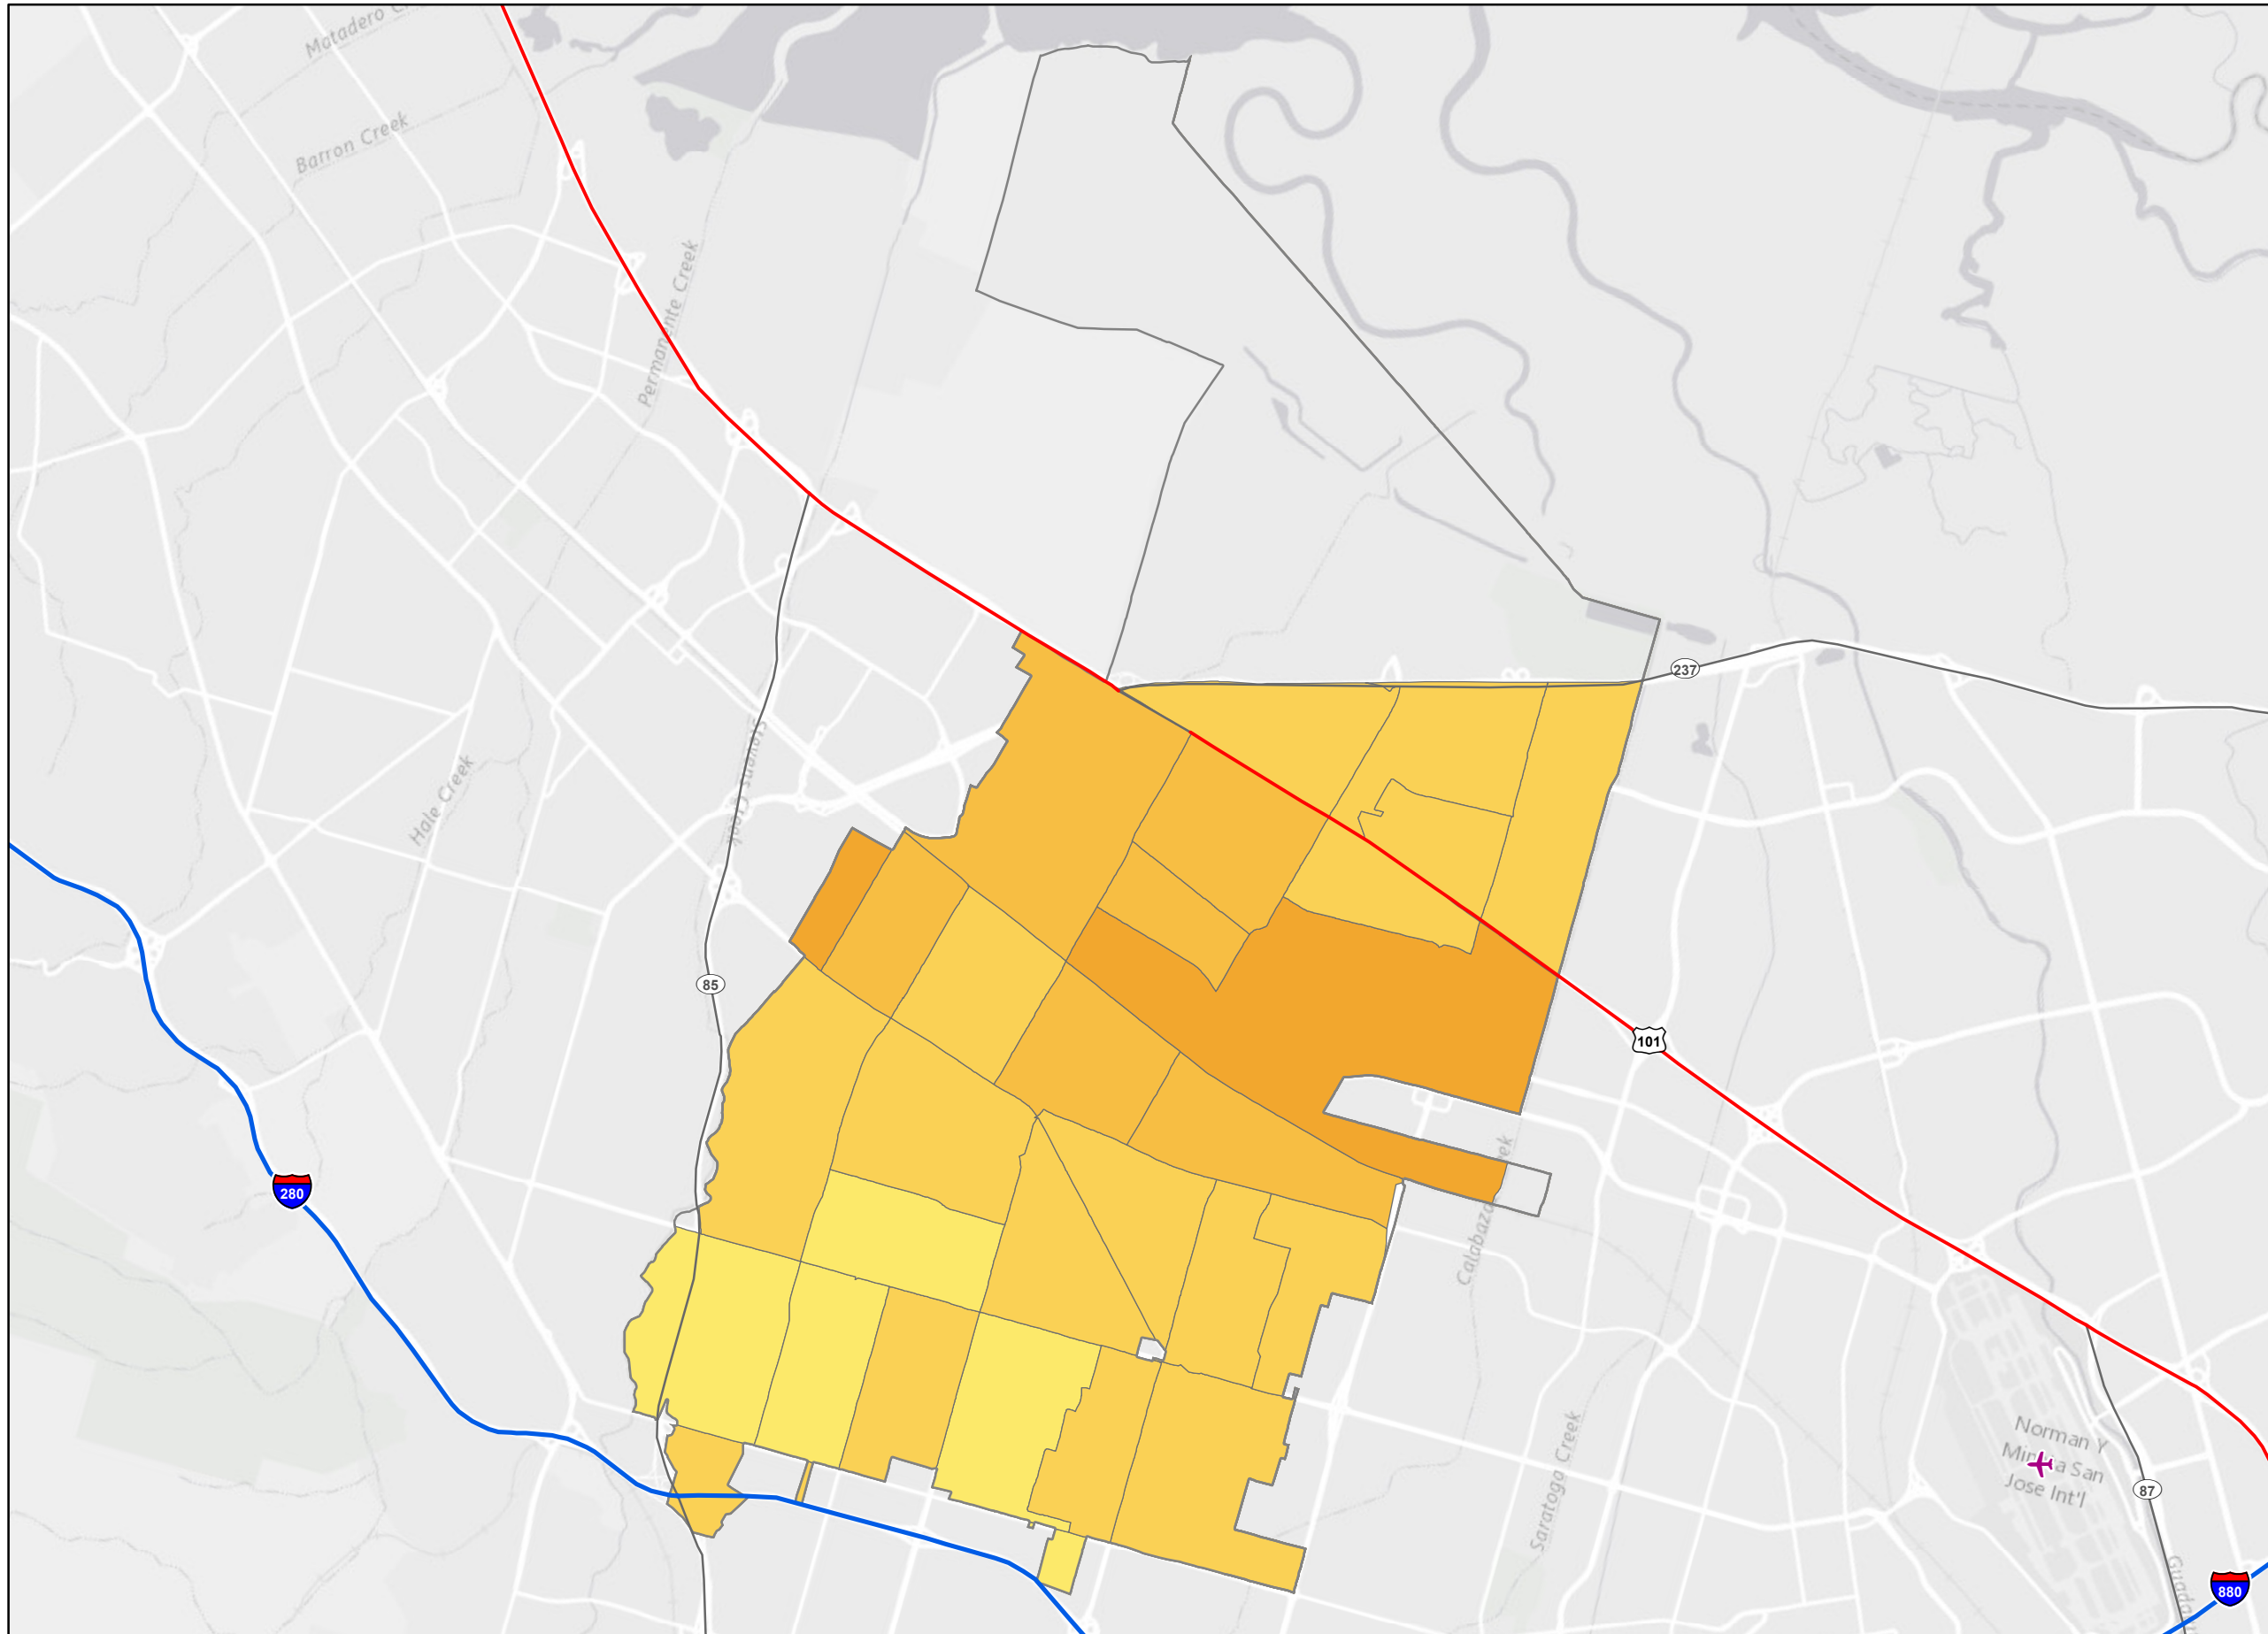 Matadero
Barron Creek
Permanente Creek
237
Stevens Creek
Hale Creek
85
101
280
Calabazas Creek
Saratoga Creek
Norman Y
Mineta San
Jose Int'l
87
880